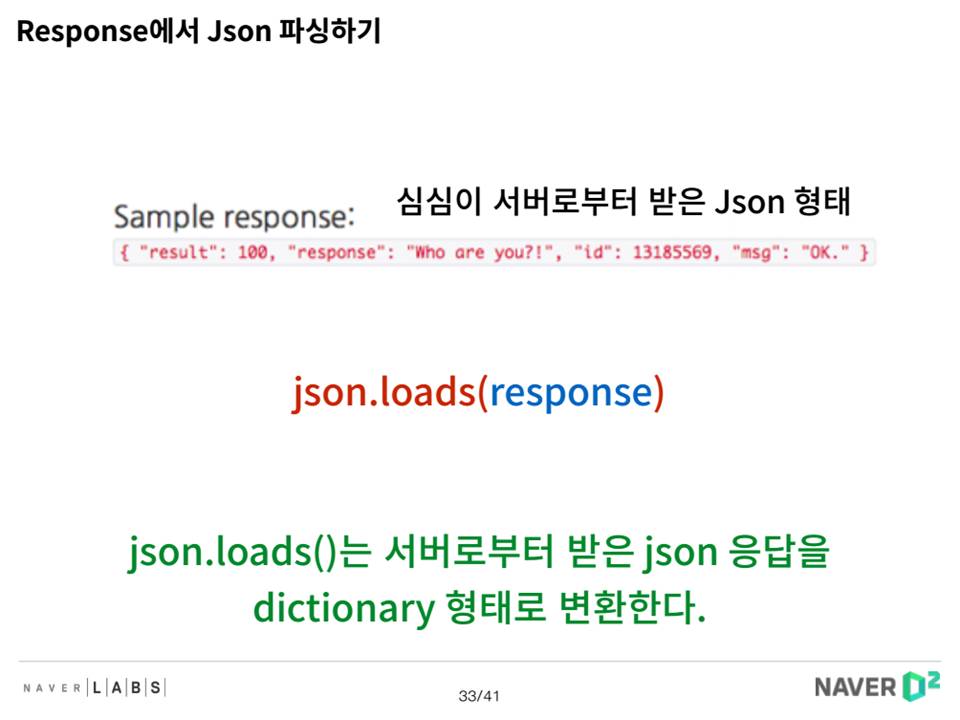 Response에서 Json 파싱하기
심심이 서버로부터 받은 Json 형태
Sample response:
{ "result": 100, "response": "Who are you?!", "id": 13185569, "msg": "OK." }
json.loads(response)
json.loads()는 서버로부터 받은 json 응답을
dictionary 형태로 변환한다.
NAVER LABS
33/41
NAVER D2